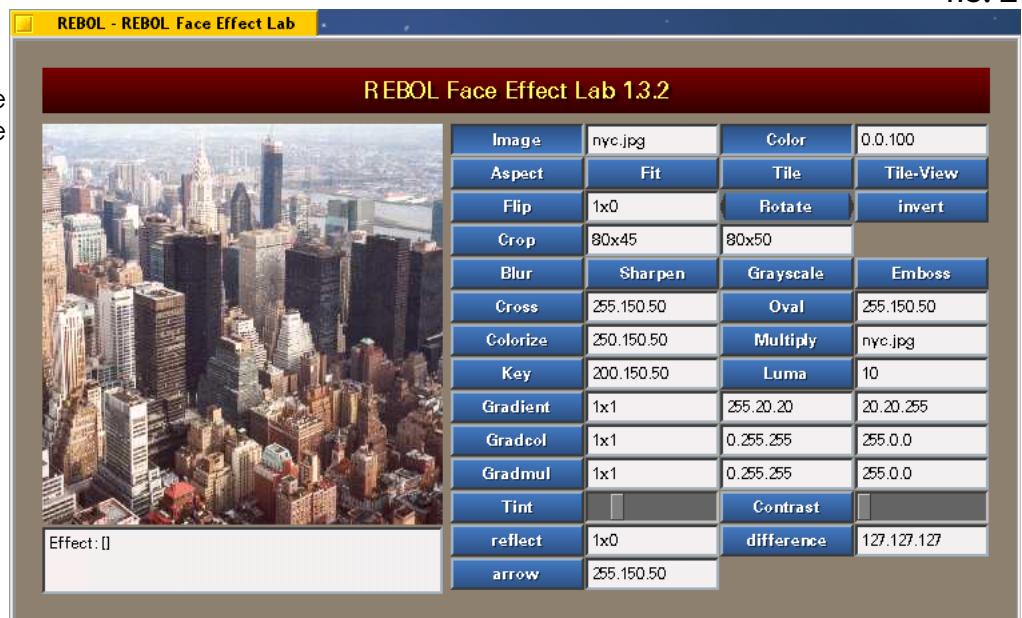 REBOL - REBOL Face Effect Lab
REBOL Face Effect Lab 1.3.2
Image nyc.jpg Color 0.0.100
Aspect Fit Tile Tile-View
Flip 1x0 Rotate invert
Crop 80x45 80x50
Blur Sharpen Grayscale Emboss
Cross 255.150.50 Oval 255.150.50
Colorize 250.150.50 Multiply nyc.jpg
Key 200.150.50 Luma 10
Gradient 1x1 255.20.20 20.20.255
Gradcol 1x1 0.255.255 255.0.0
Gradmul 1x1 0.255.255 255.0.0
Tint Contrast
Effect: [] reflect 1x0 difference 127.127.127
arrow 255.150.50